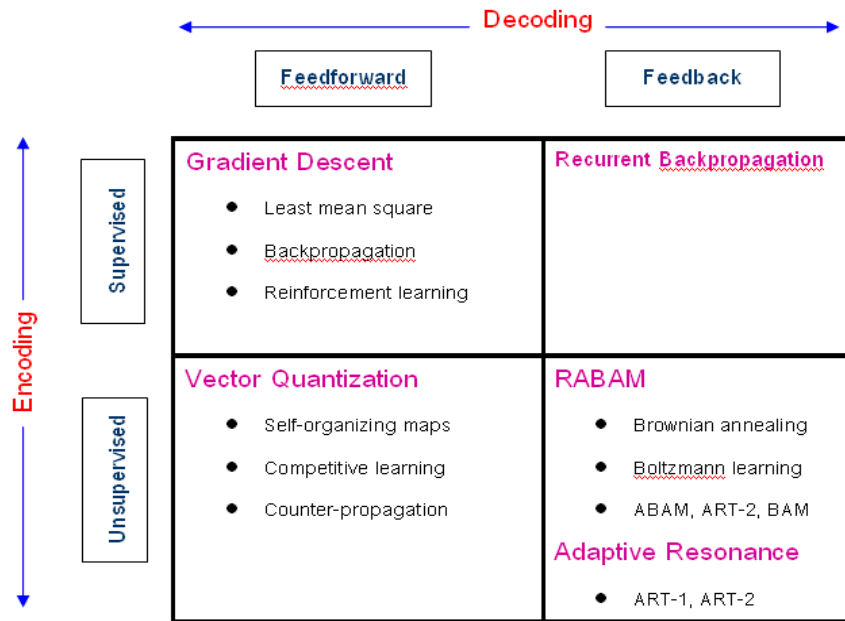 Decoding
Feedforward
Feedback
Encoding
Supervised
Gradient Descent
Least mean square
Backpropagation
Reinforcement learning
Recurrent Backpropagation
Unsupervised
Vector Quantization
Self-organizing maps
Competitive learning
Counter-propagation
RABAM
Brownian annealing
Boltzmann learning
ABAM, ART-2, BAM
Adaptive Resonance
ART-1, ART-2